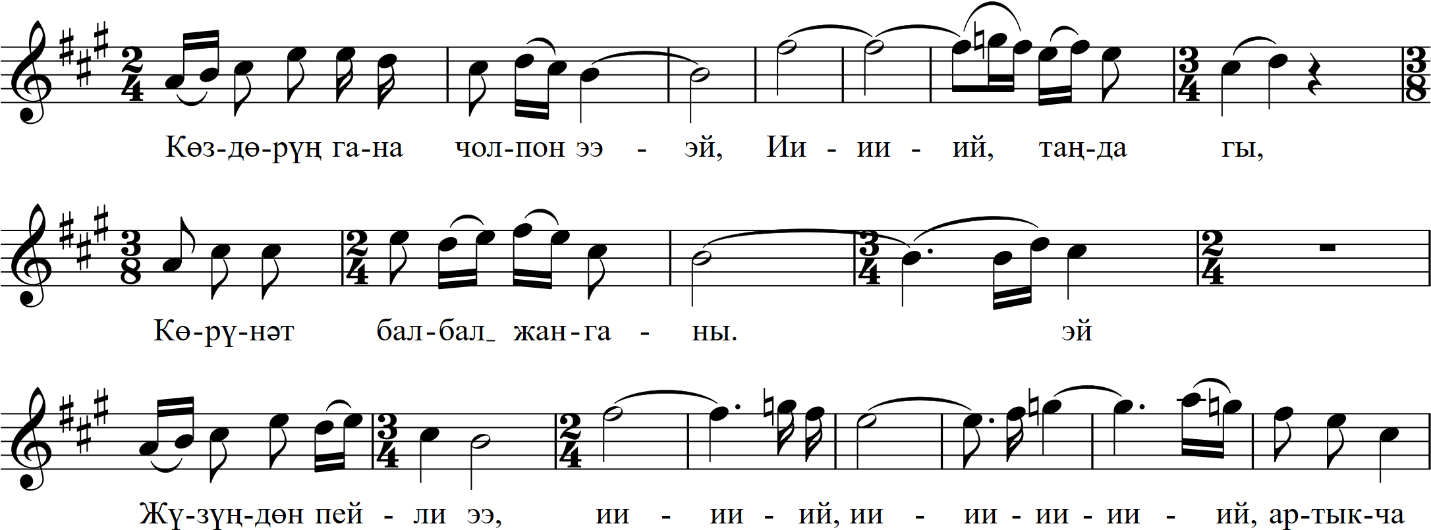 Көз-дө-рүң га-на чол-пон ээ - эй, Ии - ии - ий, таң-да гы,
Кө-рү-нәт бал-бал_ жан-га - ны. эй
Жү-зүң-дөн пей - ли ээ, ии - ии - ий, ии - ии - ии - ии - ий, ар-тык-ча